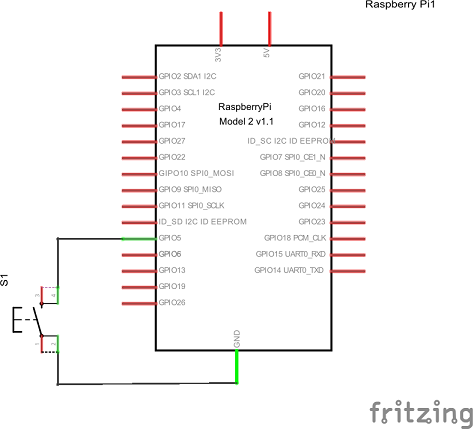 Raspberry Pi1
3V3
5V
GPIO2 SDA1 I2C
GPIO21
GPIO3 SCL1 I2C
GPIO20
GPIO4
RaspberryPi
GPIO16
GPIO17
Model 2 v1.1
GPIO12
GPIO27
ID_SC I2C ID EEPROM
GPIO22
GPIO7 SPI0_CE1_N
GIPO10 SPI0_MOSI
GPIO8 SPI0_CE0_N
GPIO9 SPI0_MISO
GPIO25
GPIO11 SPI0_SCLK
GPIO24
ID_SD I2C ID EEPROM
GPIO23
GPIO5
GPIO18 PCM_CLK
GPIO6
GPIO15 UART0_RXD
GPIO13
GPIO14 UART0_TXD
GPIO19
GPIO26
S1
3
4
1
2
GND
fritzing